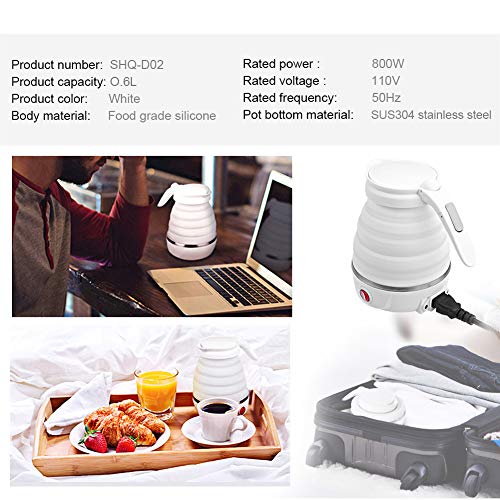 Product number: SHQ-D02
Product capacity: O.6L
Product color: White
Body material: Food grade silicone
Rated power : 800W
Rated voltage : 110V
Rated frequency: 50Hz
Pot bottom material: SUS304 stainless steel